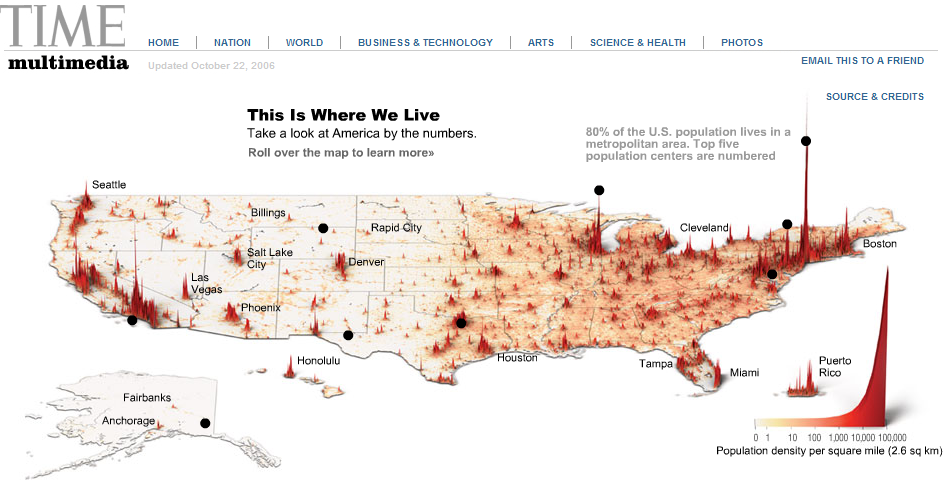 TIME
multimedia
HOME NATION WORLD BUSINESS & TECHNOLOGY ARTS SCIENCE & HEALTH PHOTOS
Updated October 22, 2006
EMAIL THIS TO A FRIEND
SOURCE & CREDITS
This Is Where We Live
Take a look at America by the numbers.
Roll over the map to learn more»
80% of the U.S. population lives in a
metropolitan area. Top five
population centers are numbered
Seattle
Billings
Rapid City
Cleveland
Boston
Salt Lake
City
Denver
Las
Vegas
Phoenix
Houston
Tampa
Miami
Honolulu
Puerto
Rico
Fairbanks
Anchorage
0 1 10 100 1,000 10,000 100,000
Population density per square mile (2.6 sq km)